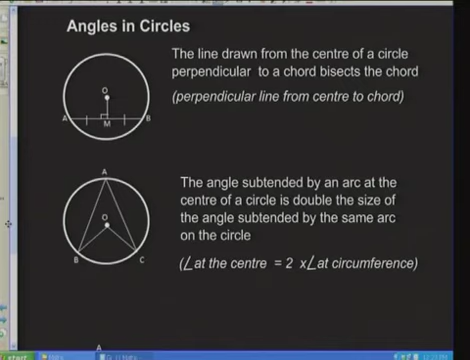 Angles in Circles
The line drawn from the centre of a circle
perpendicular to a chord bisects the chord
(perpendicular line from centre to chord)
O
A
M
B
A
The angle subtended by an arc at the
centre of a circle is double the size of
the angle subtended by the same arc
on the circle
O
B
C
(∠at the centre = 2 x∠at circumference)
A
start